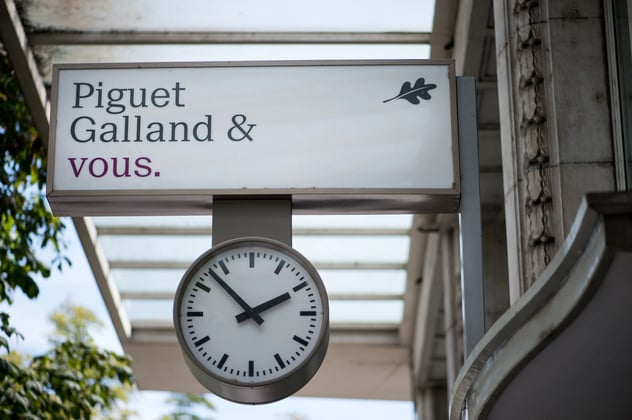 Piguet
Galland &
vous.